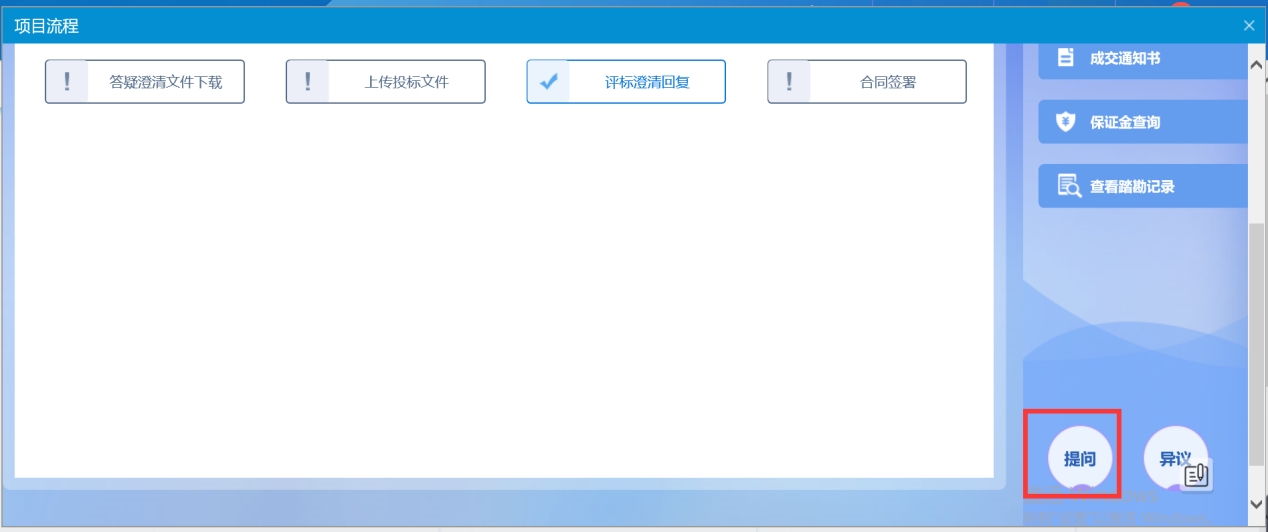 项目流程
答疑澄清文件下载
上传投标文件
评标澄清回复
合同签署
成交通知书
保证金查询
查看踏勘记录
提问
异议